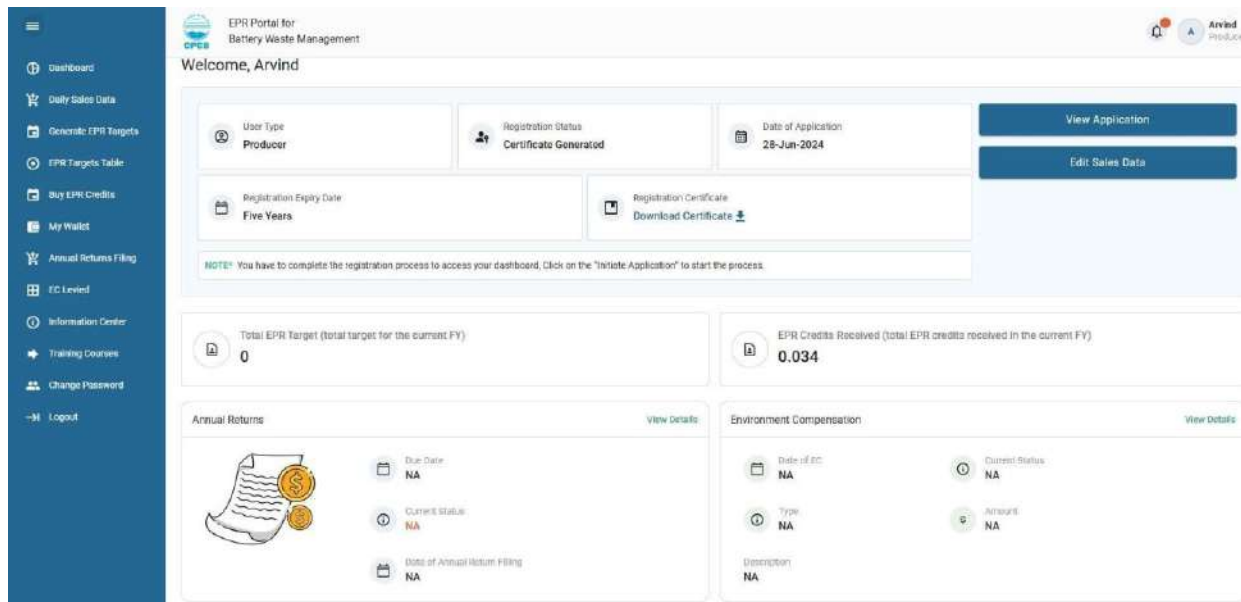 EPR Portal for
Battery Waste Management
CPCB
A
Arvind
Producer
Dashboard
Daily Sales Data
Generate EPR Targets
EPR Targets Table
Buy EPR Credits
My Wallet
Annual Returns Filing
EC Levied
Information Center
Training Courses
Change Password
Logout
Welcome, Arvind
User Type
Producer
Registration Status
Certificate Generated
Date of Application
28-Jun-2024
View Application
Edit Sales Data
Registration Expiry Date
Five Years
Registration Certificate
Download Certificate
NOTE* You have to complete the registration process to access your dashboard, Click on the "Initiate Application" to start the process.
Total EPR Target (total target for the current FY)
0
EPR Credits Received (total EPR credits received in the current FY)
0.034
Annual Returns
View Details
Due Date
NA
Current Status
NA
Date of Annual Return Filling
NA
Environment Compensation
View Details
Date of EC
NA
Current Status
NA
Type
NA
Amount
NA
Description
NA